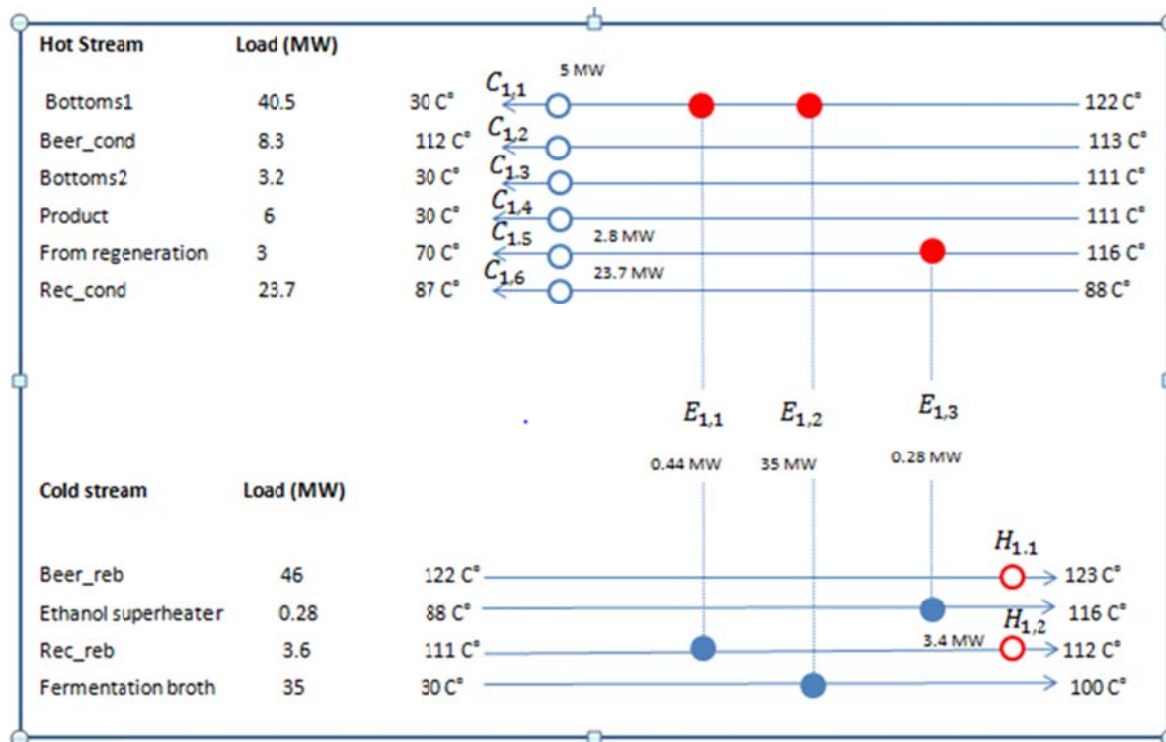 Hot Stream Load (MW)
5 MW
Bottoms1 40.5 30 C° C1,1 122 C°
Beer_cond 8.3 112 C° C1,2 113 C°
Bottoms2 3.2 30 C° C1,3 111 C°
Product 6 30 C° C1,4 111 C°
From regeneration 3 70 C° C1,5 2.8 MW 116 C°
Rec_cond 23.7 87 C° C1,6 23.7 MW 88 C°
E1,1 E1,2 E1,3
0.44 MW 35 MW 0.28 MW
Cold stream Load (MW)
H1,1
Beer_reb 46 122 C° 123 C°
Ethanol superheater 0.28 88 C° 116 C°
H1,2
Rec_reb 3.6 111 C° 3.4 MW 112 C°
Fermentation broth 35 30 C° 100 C°